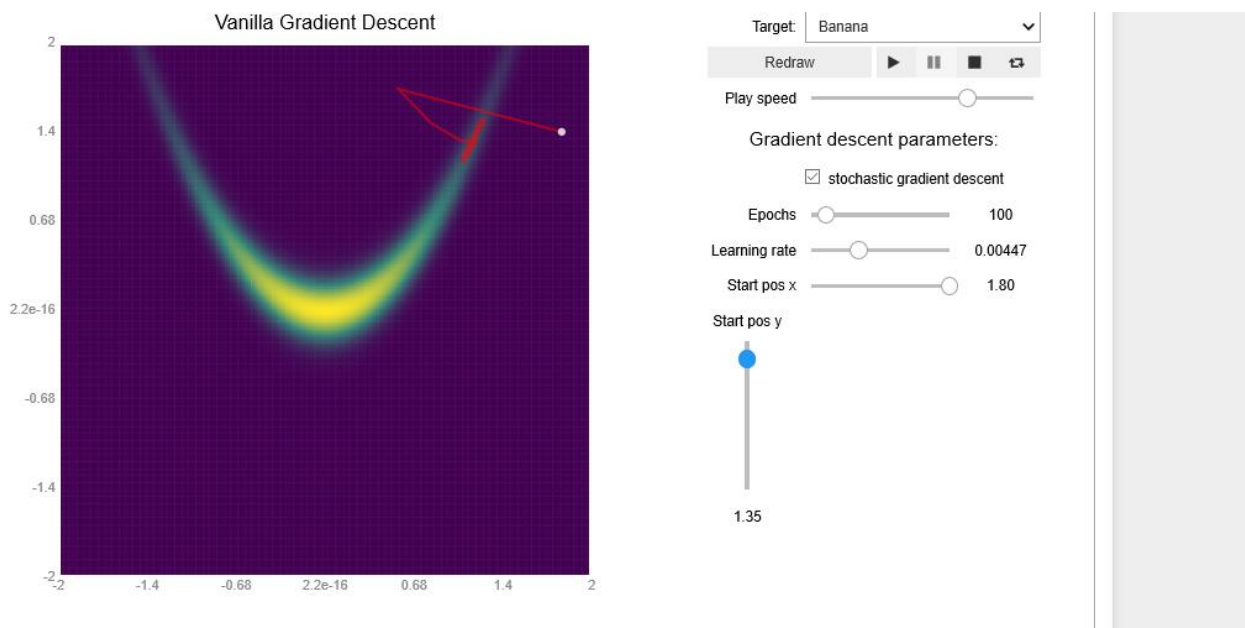 Vanilla Gradient Descent
2
1.4
0.68
2.2e-16
-0.68
-1.4
-2
-2
-1.4
-0.68
2.2e-16
0.68
1.4
2
Target: Banana
Redraw
Play speed
Gradient descent parameters:
stochastic gradient descent
Epochs 100
Learning rate 0.00447
Start pos x 1.80
Start pos y
1.35